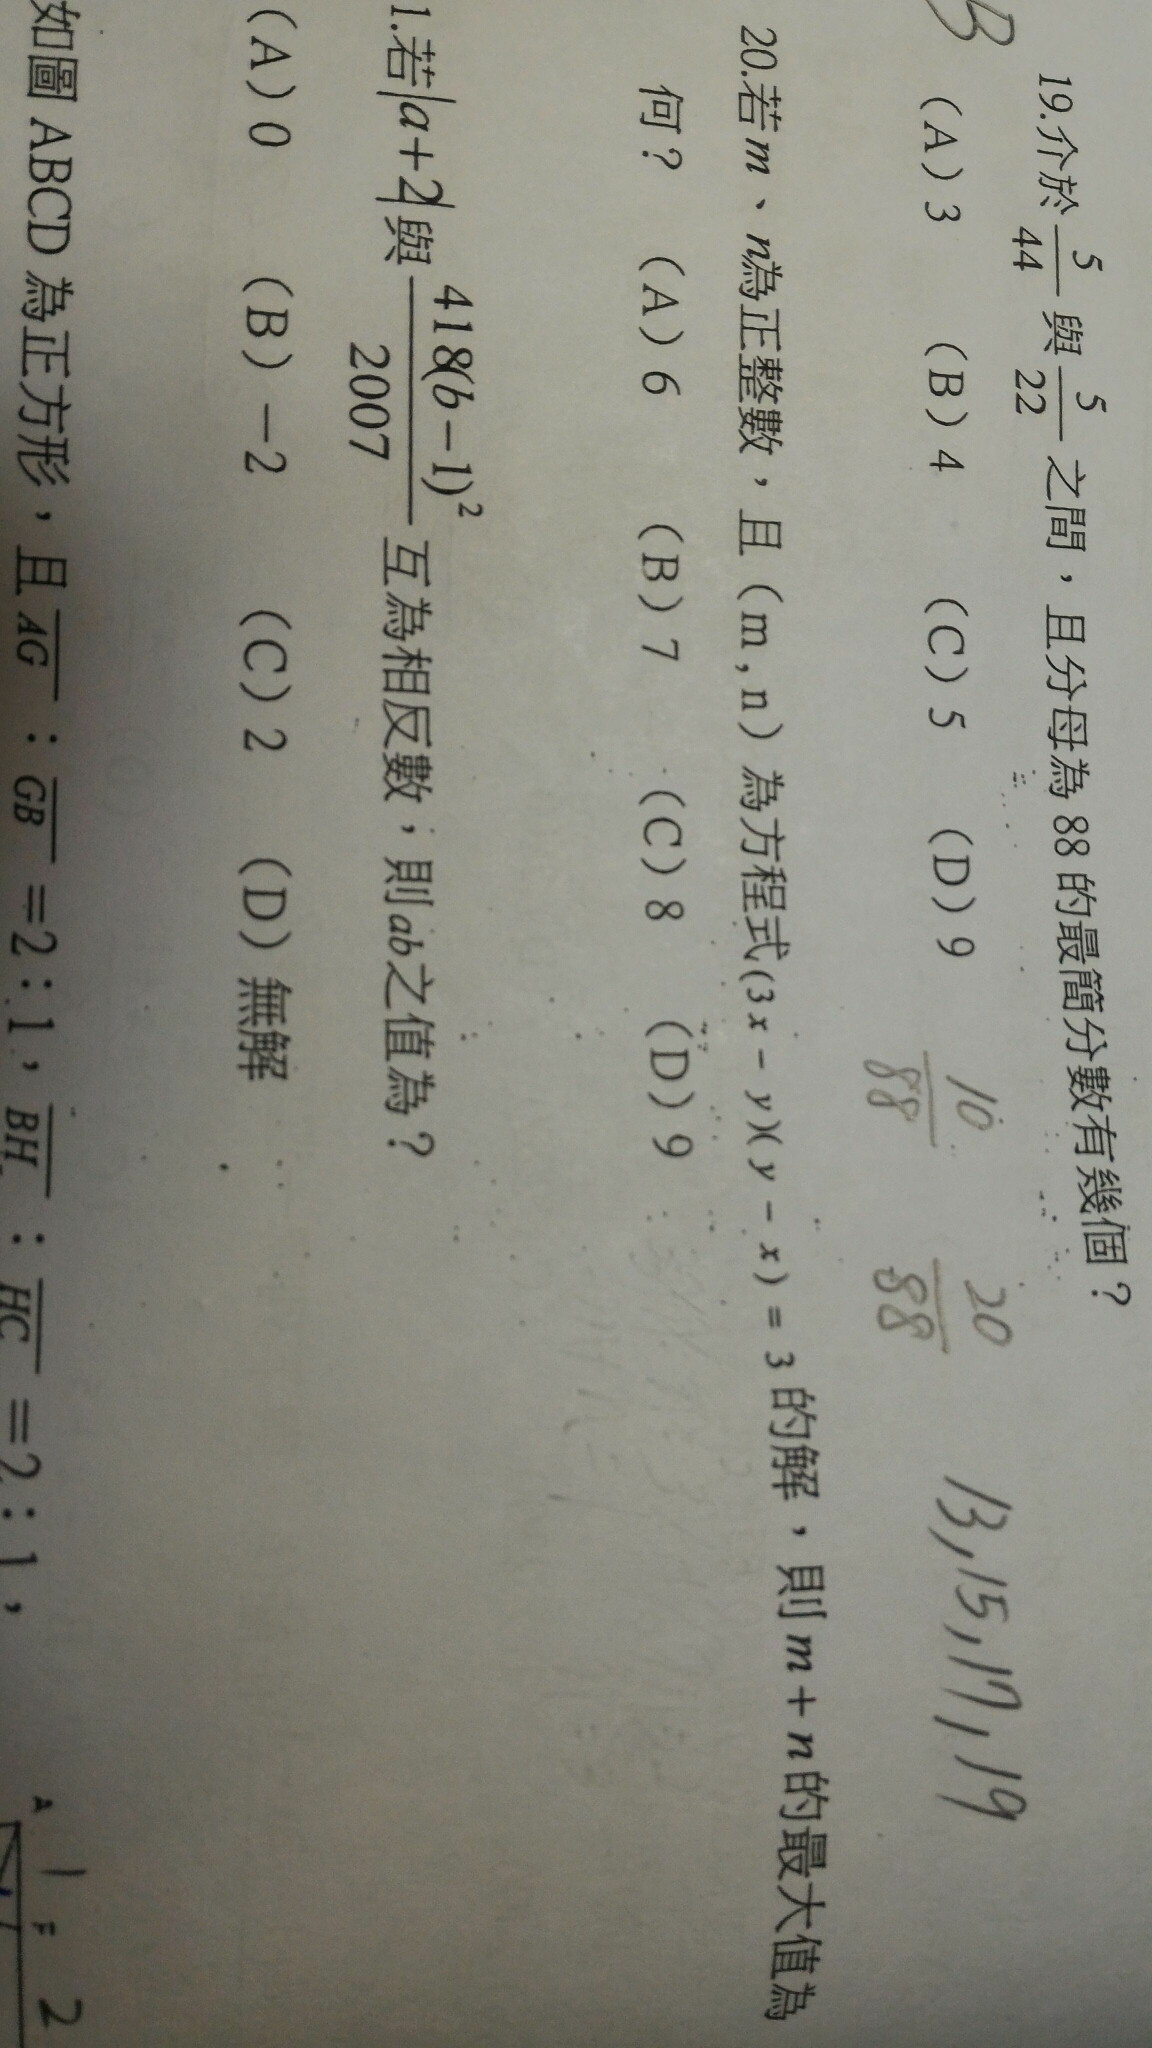 19.介於 5/44 與 5/22 之間，且分母為 88 的最簡分數有幾個？
B (A) 3 (B) 4 (C) 5 (D) 9
10/88 20/88 13,15,17,19
20.若m、n為正整數，且(m,n)為方程式(3x-y)(y-x)=3的解，則m+n的最大值為
何？ (A) 6 (B) 7 (C) 8 (D) 9
1.若|a+2|與 418(b-1)²/2007 互為相反數，則ab之值為？
(A) 0 (B) -2 (C) 2 (D) 無解
如圖 ABCD 為正方形，且 AG：GB=2：1，BH：HC=2：1，
A 1 F 2